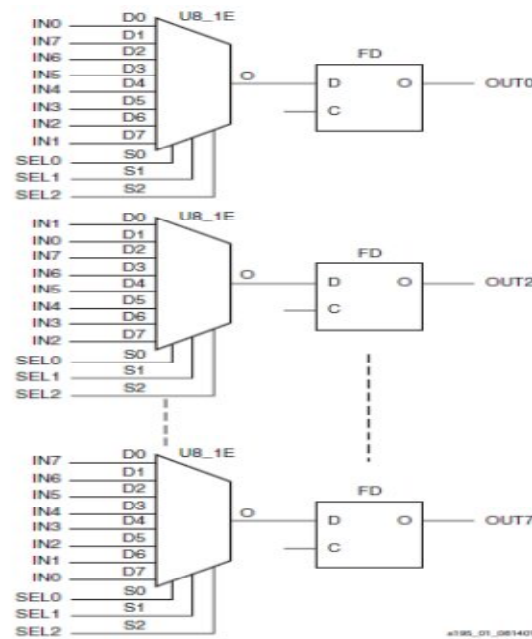 U8_1E
IN0 D0
IN7 D1
IN6 D2
IN5 D3
IN4 D4
IN3 D5
IN2 D6
IN1 D7
SEL0 S0
SEL1 S1
SEL2 S2
O
FD
D O
C
OUT0
U8_1E
IN1 D0
IN0 D1
IN7 D2
IN6 D3
IN5 D4
IN4 D5
IN3 D6
IN2 D7
SEL0 S0
SEL1 S1
SEL2 S2
O
FD
D O
C
OUT2
U8_1E
IN7 D0
IN6 D1
IN5 D2
IN4 D3
IN3 D4
IN2 D5
IN1 D6
IN0 D7
SEL0 S0
SEL1 S1
SEL2 S2
O
FD
D O
C
OUT7